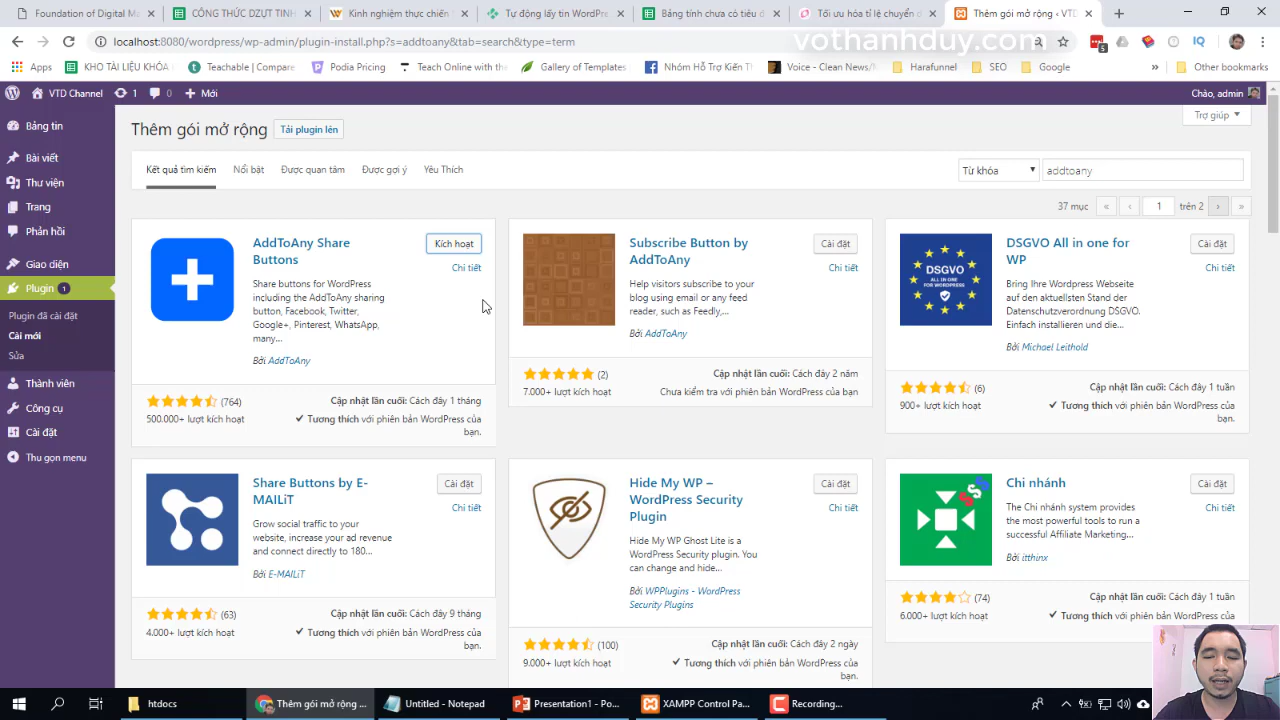 Foundational Ma
CÔNG THỨC DZỤT TIN
Kinh nghiệm thực chiến
Tự động lấy tin WordPre
Bảng tính chưa có tiêu d
Tối ưu hóa tỉ lệ chuyển d
Thêm gói mở rộng ‹ VTD
localhost:8080/wordpress/wp-admin/plugin-install.php?s=addtoany&tab=search&type=term
vothanhduy.com
Apps
KHO TÀI LIỆU KHÓA
Teachable | Compare
Podia Pricing
Teach Online with the
Gallery of Templates
Nhóm Hỗ Trợ Kiến T
Voice - Clean News/
Harafunnel
SEO
Google
»
Other bookmarks
VTD Channel
1
0
+ Mới
Chào, admin
Bảng tin
Bài viết
Thư viện
Trang
Phản hồi
Giao diện
Plugin 1
Plugin đã cài đặt
Cài mới
Sửa
Thành viên
Công cụ
Cài đặt
Thu gọn menu
Thêm gói mở rộng
Tải plugin lên
Trợ giúp
Kết quả tìm kiếm
Nổi bật
Được quan tâm
Được gợi ý
Yêu Thích
Từ khóa
addtoany
37 mục « ‹ 1 trên 2 › »
AddToAny Share
Buttons
Kích hoạt
Chi tiết
Share buttons for WordPress
including the AddToAny sharing
button, Facebook, Twitter,
Google+, Pinterest, WhatsApp,
many...
Bởi AddToAny
(764)
500.000+ lượt kích hoạt
Cập nhật lần cuối: Cách đây 1 tháng
✓ Tương thích với phiên bản WordPress của
bạn.
Subscribe Button by
AddToAny
Cài đặt
Chi tiết
Help visitors subscribe to your
blog using email or any feed
reader, such as Feedly,...
Bởi AddToAny
(2)
7.000+ lượt kích hoạt
Cập nhật lần cuối: Cách đây 2 năm
Chưa kiểm tra với phiên bản WordPress của bạn
DSGVO
ALL IN ONE
FOR WORDPRESS
DSGVO All in one for
WP
Cài đặt
Chi tiết
Bring Ihre Wordpress Webseite
auf den aktuellsten Stand der
Datenschutzverordnung DSGVO.
Einfach installieren und die...
Bởi Michael Leithold
(6)
900+ lượt kích hoạt
Cập nhật lần cuối: Cách đây 1 tuần
✓ Tương thích với phiên bản WordPress của
bạn.
Share Buttons by E-
MAILiT
Cài đặt
Chi tiết
Grow social traffic to your
website, increase your ad revenue
and connect directly to 180...
Bởi E-MAILiT
(63)
4.000+ lượt kích hoạt
Cập nhật lần cuối: Cách đây 9 tháng
✓ Tương thích với phiên bản WordPress của
bạn.
Hide My WP –
WordPress Security
Plugin
Cài đặt
Chi tiết
Hide My WP Ghost Lite is a
WordPress Security plugin. You
can change and hide...
Bởi WPPlugins - WordPress
Security Plugins
(100)
9.000+ lượt kích hoạt
Cập nhật lần cuối: Cách đây 2 ngày
✓ Tương thích với phiên bản WordPress của
bạn.
Chi nhánh
Cài đặt
Chi tiết
The Chi nhánh system provides
the most powerful tools to run a
successful Affiliate Marketing...
Bởi itthinx
(74)
6.000+ lượt kích hoạt
Cập nhật lần cuối: Cách đây 1 tuần
✓ Tương thích với phiên bản WordPress của
htdocs
Thêm gói mở rộng ...
Untitled - Notepad
Presentation1 - Po...
XAMPP Control Pa...
Recording...